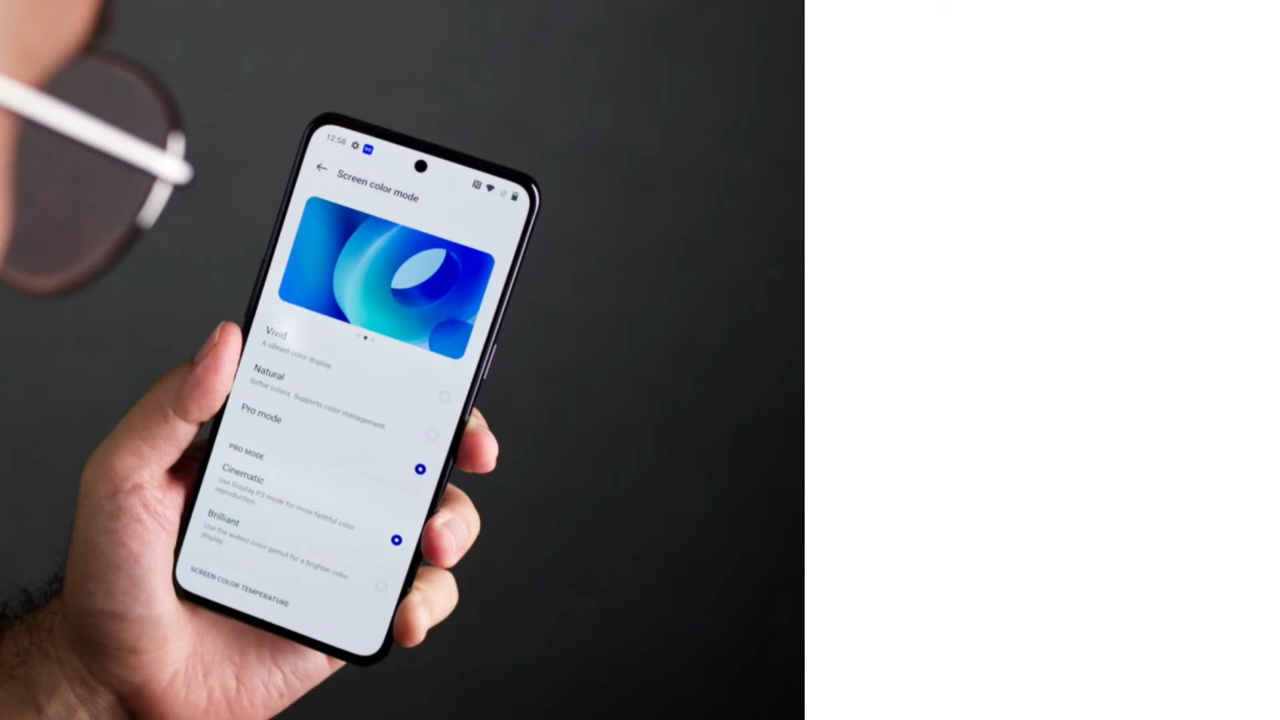 12:58
Screen color mode
Vivid
A vibrant color display.
Natural
Softer colors. Supports color management.
Pro mode
PRO MODE
Cinematic
Use Display P3 mode for more faithful color
reproduction.
Brilliant
Use the widest color gamut for a brighter color
display.
SCREEN COLOR TEMPERATURE